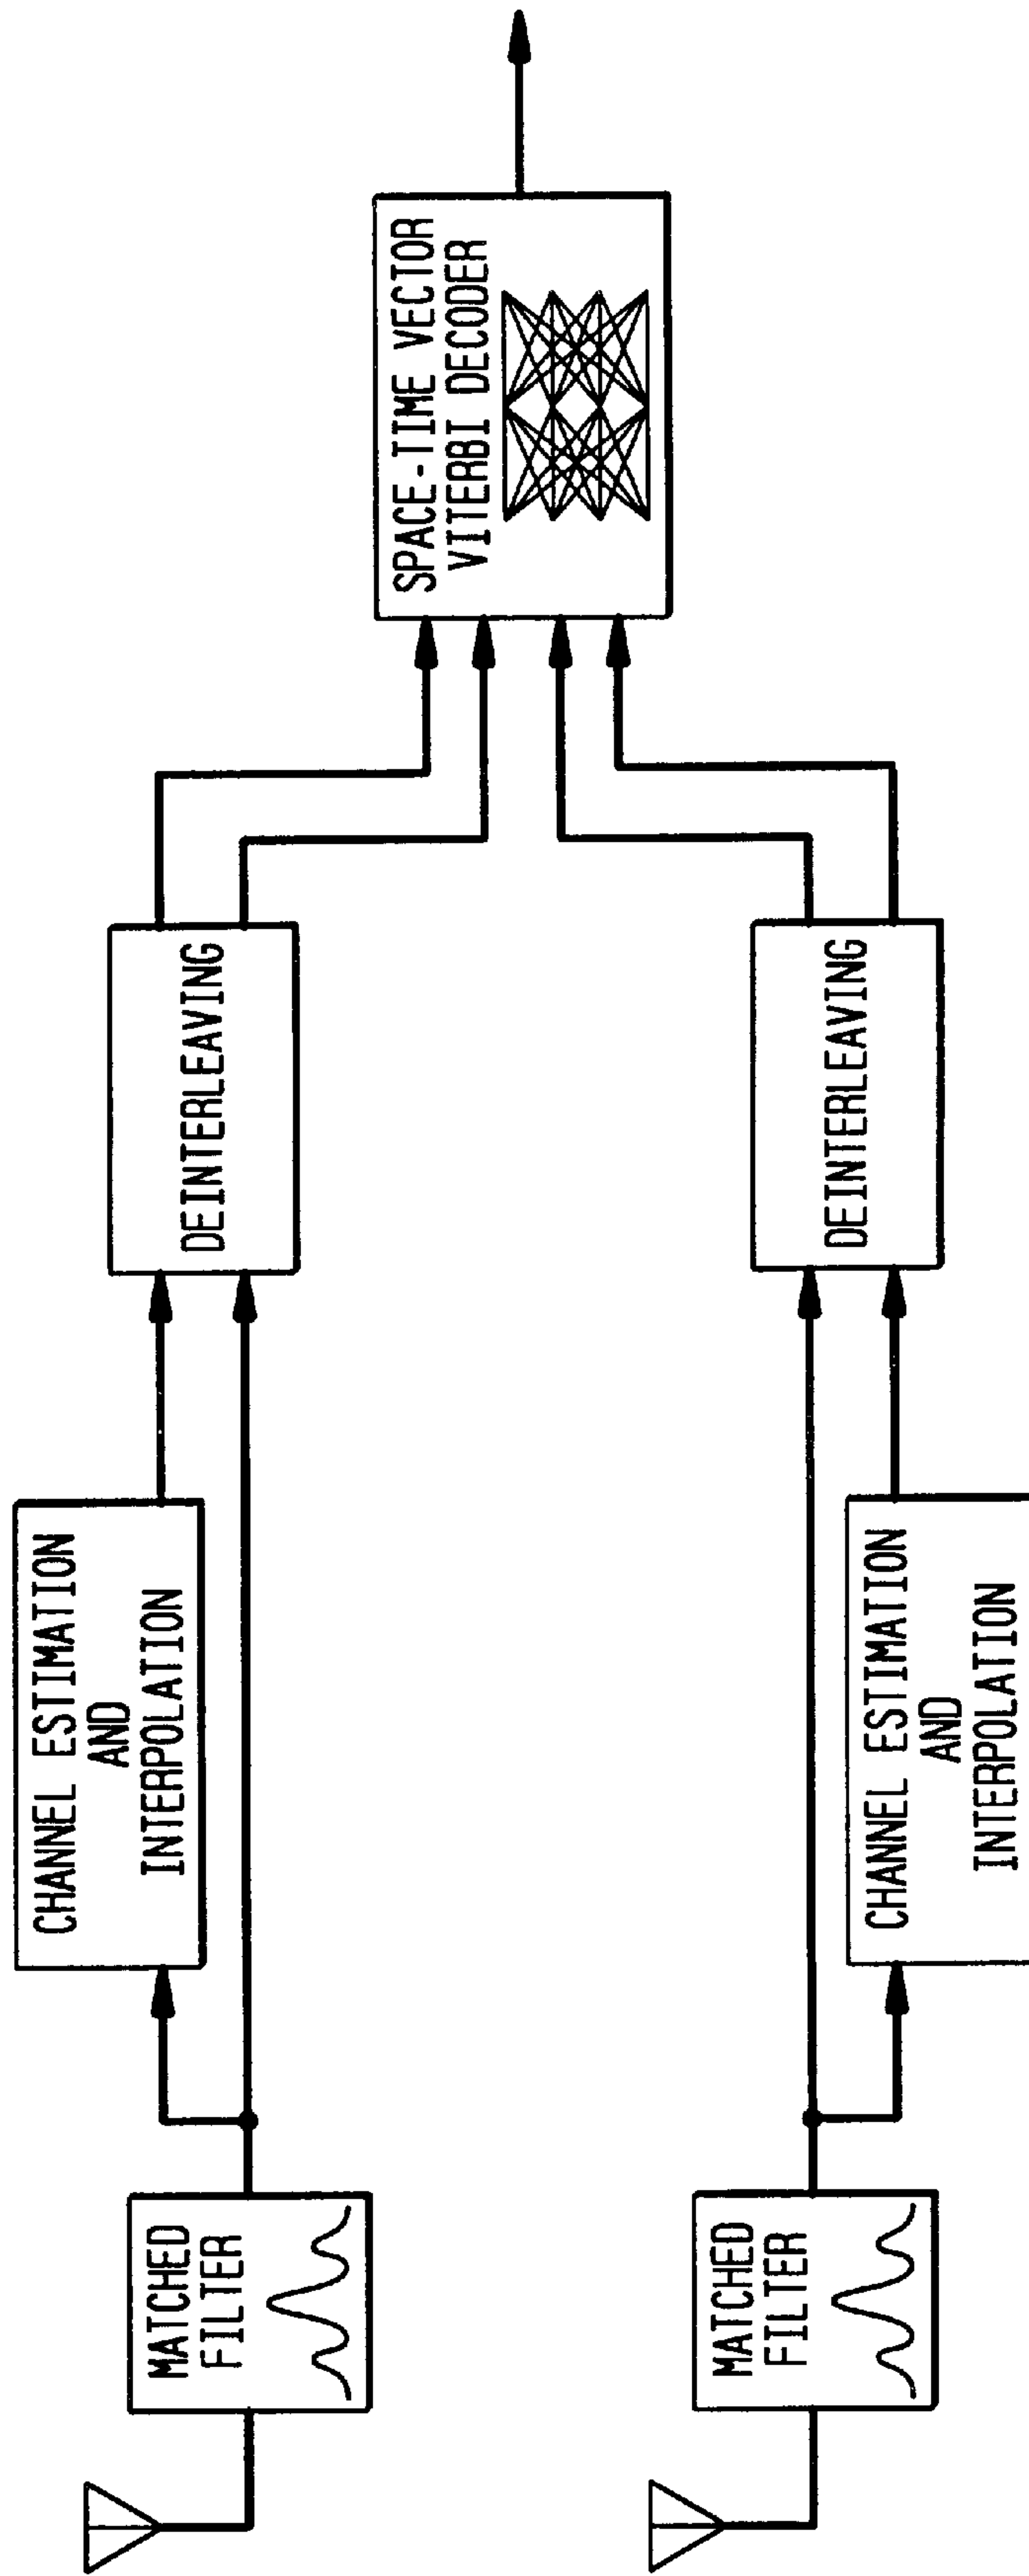 MATCHED
FILTER
CHANNEL ESTIMATION
AND
INTERPOLATION
DEINTERLEAVING
SPACE-TIME VECTOR
VITERBI DECODER
MATCHED
FILTER
CHANNEL ESTIMATION
AND
INTERPOLATION
DEINTERLEAVING